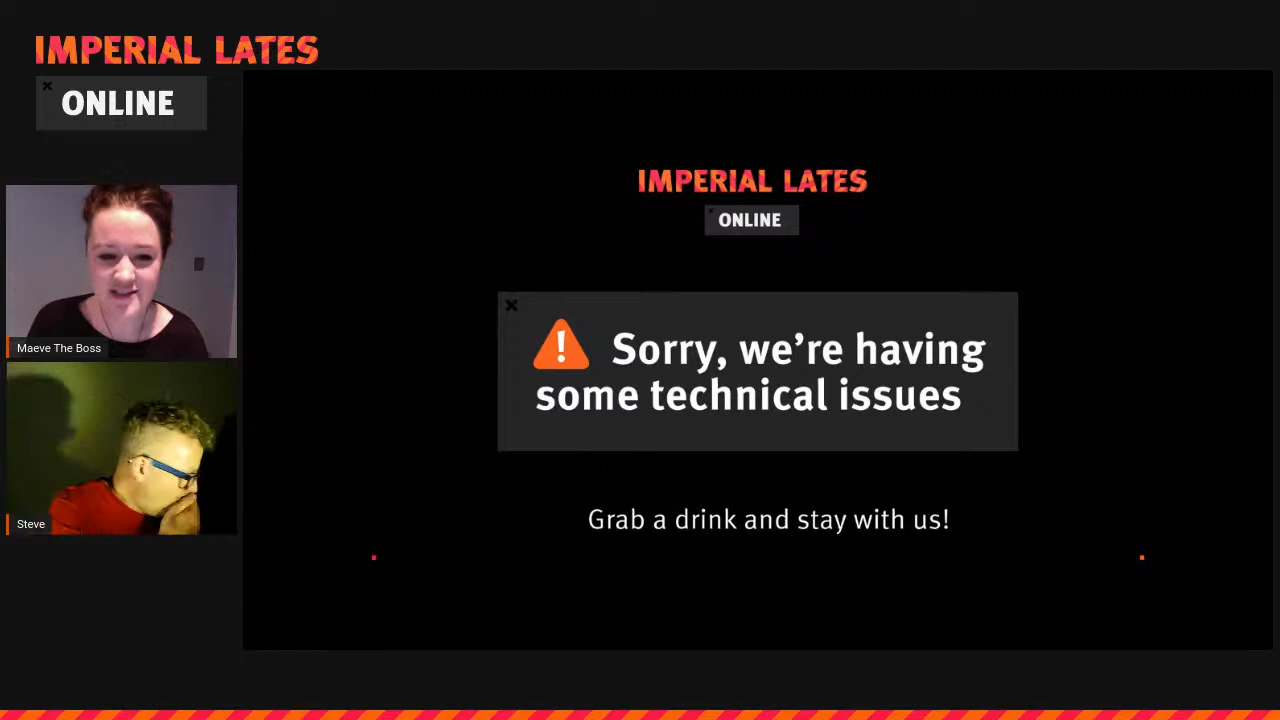 IMPERIAL LATES
ONLINE
Maeve The Boss
Steve
IMPERIAL LATES
ONLINE
Sorry, we're having
some technical issues
Grab a drink and stay with us!